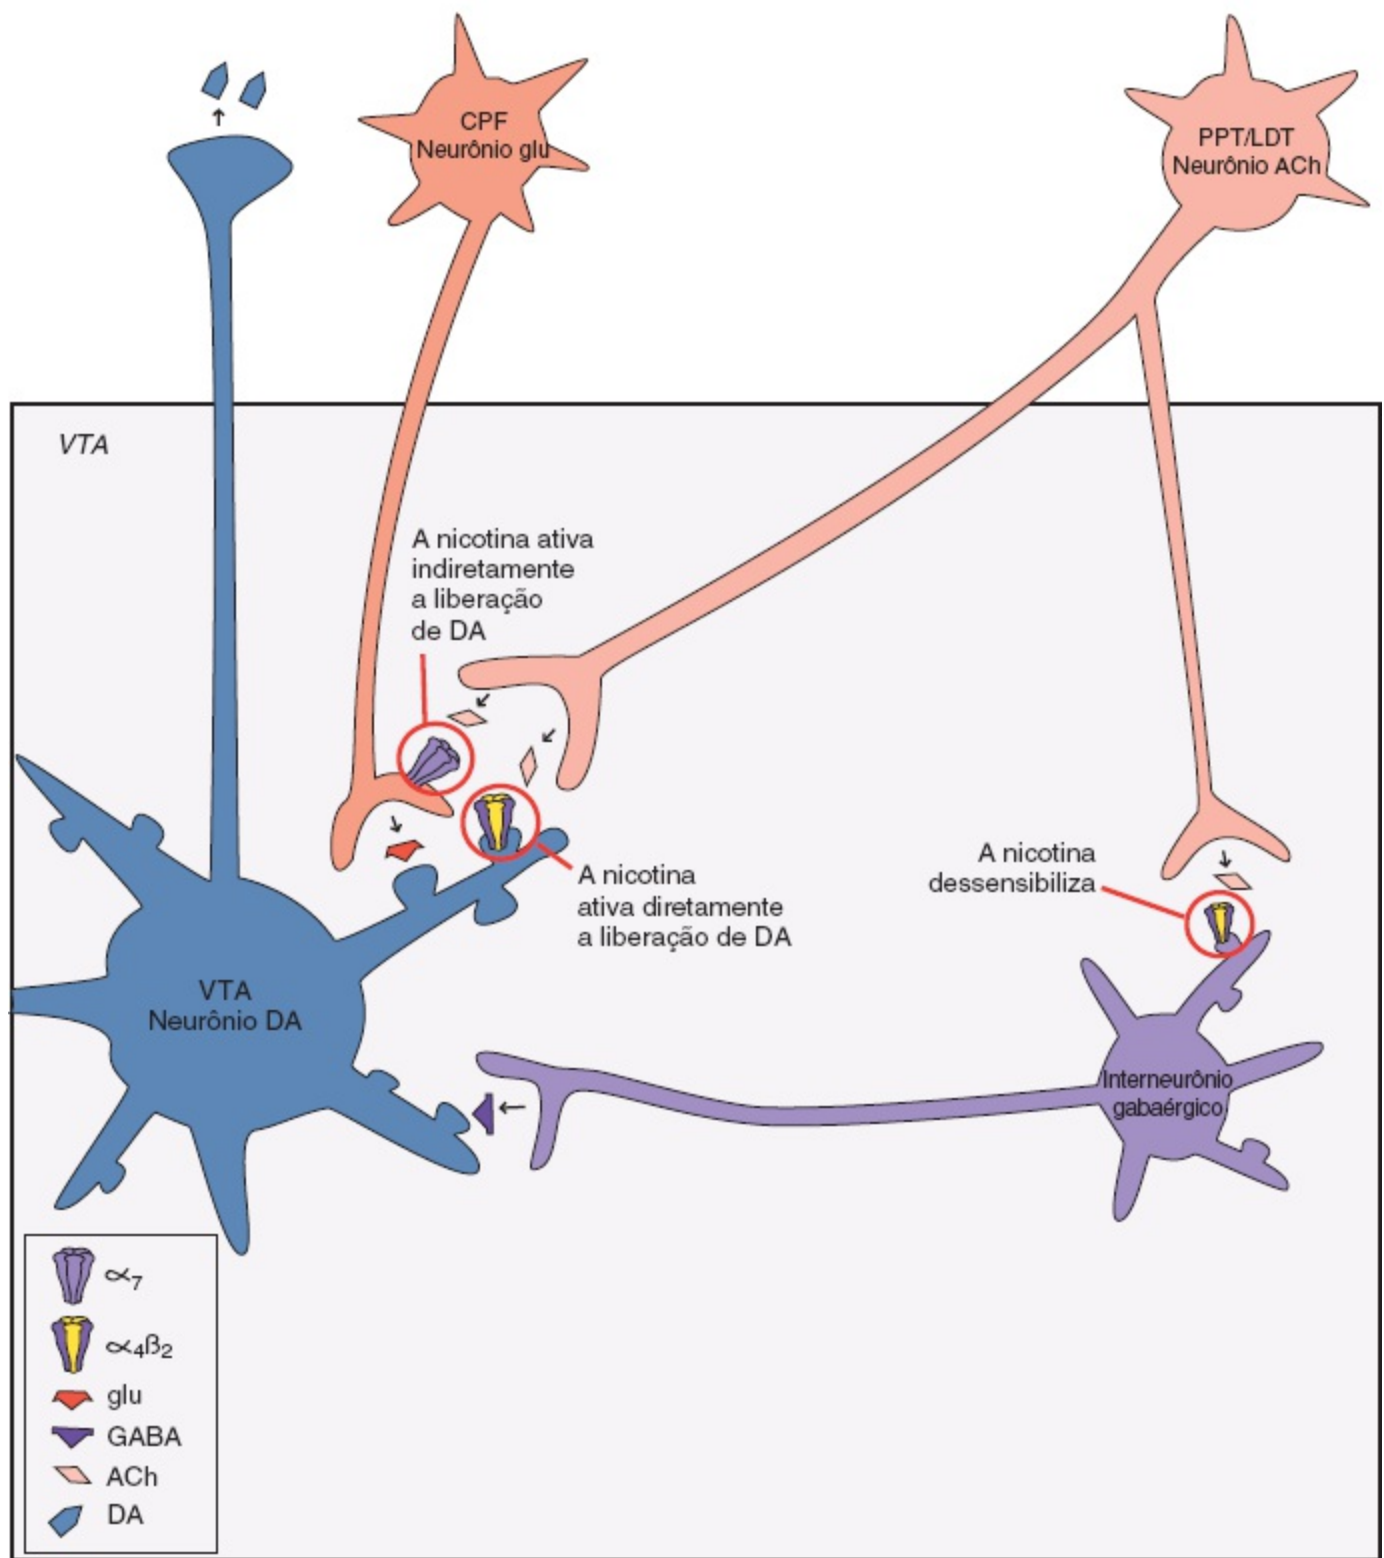 CPF
Neurônio glu
PPT/LDT
Neurônio ACh
VTA
A nicotina ativa
indiretamente
a liberação
de DA
A nicotina
ativa diretamente
a liberação de DA
A nicotina
dessensibiliza
VTA
Neurônio DA
Interneurônio
gabaérgico
∝7
∝4ß2
glu
GABA
ACh
DA